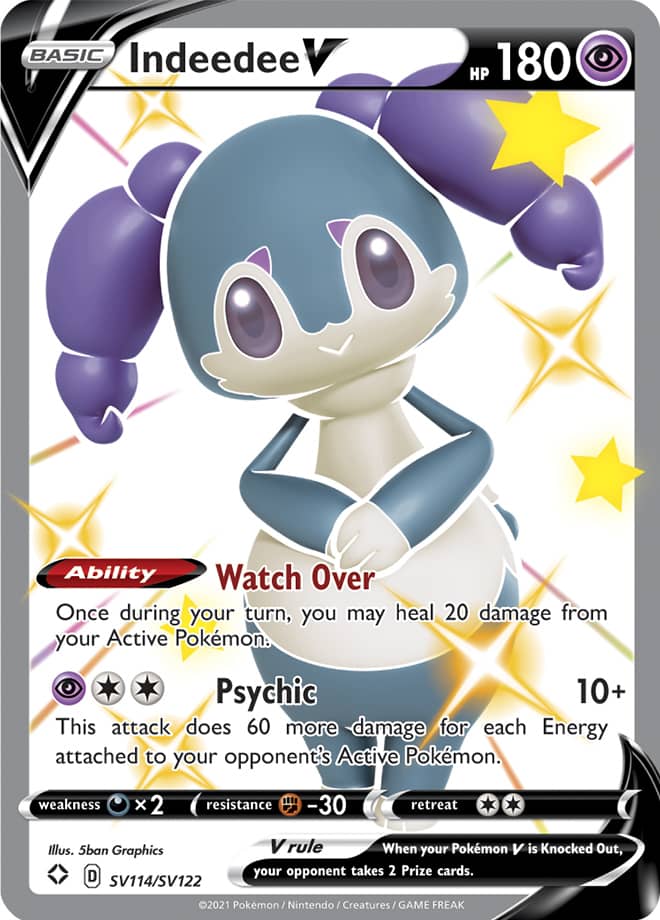 BASIC Indeedee V HP 180
Ability Watch Over
Once during your turn, you may heal 20 damage from
your Active Pokémon.
Psychic 10+
This attack does 60 more damage for each Energy
attached to your opponent's Active Pokémon.
weakness ×2 resistance -30 retreat
Illus. 5ban Graphics
V rule When your Pokémon V is Knocked Out,
your opponent takes 2 Prize cards.
D SV114/SV122
©2021 Pokémon / Nintendo / Creatures / GAME FREAK